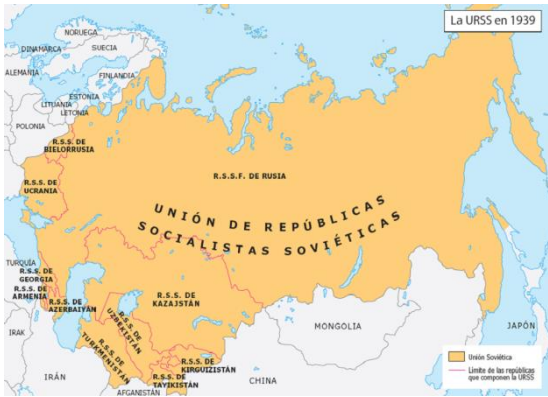 La URSS en 1939
NORUEGA
SUECIA
DINAMARCA
FINLANDIA
ALEMANIA
ESTONIA
LITUANIA
LETONIA
POLONIA
R.S.S. DE
BIELORRUSIA
R.S.S. DE
UCRANIA
R.S.S.F. DE RUSIA
UNIÓN DE REPÚBLICAS
SOCIALISTAS SOVIÉTICAS
TURQUÍA
R.S.S. DE
GEORGIA
R.S.S. DE
ARMENIA
R.S.S. DE
AZERBAIYÁN
R.S.S. DE
KAZAJSTÁN
R.S.S. DE
UZBEKISTÁN
R.S.S. DE
TURKMENISTÁN
R.S.S. DE
KIRGUIZISTÁN
R.S.S. DE
TAYIKISTÁN
MONGOLIA
JAPÓN
IRAK
IRÁN
AFGANISTÁN
CHINA
Unión Soviética
Límite de las repúblicas
que componen la URSS